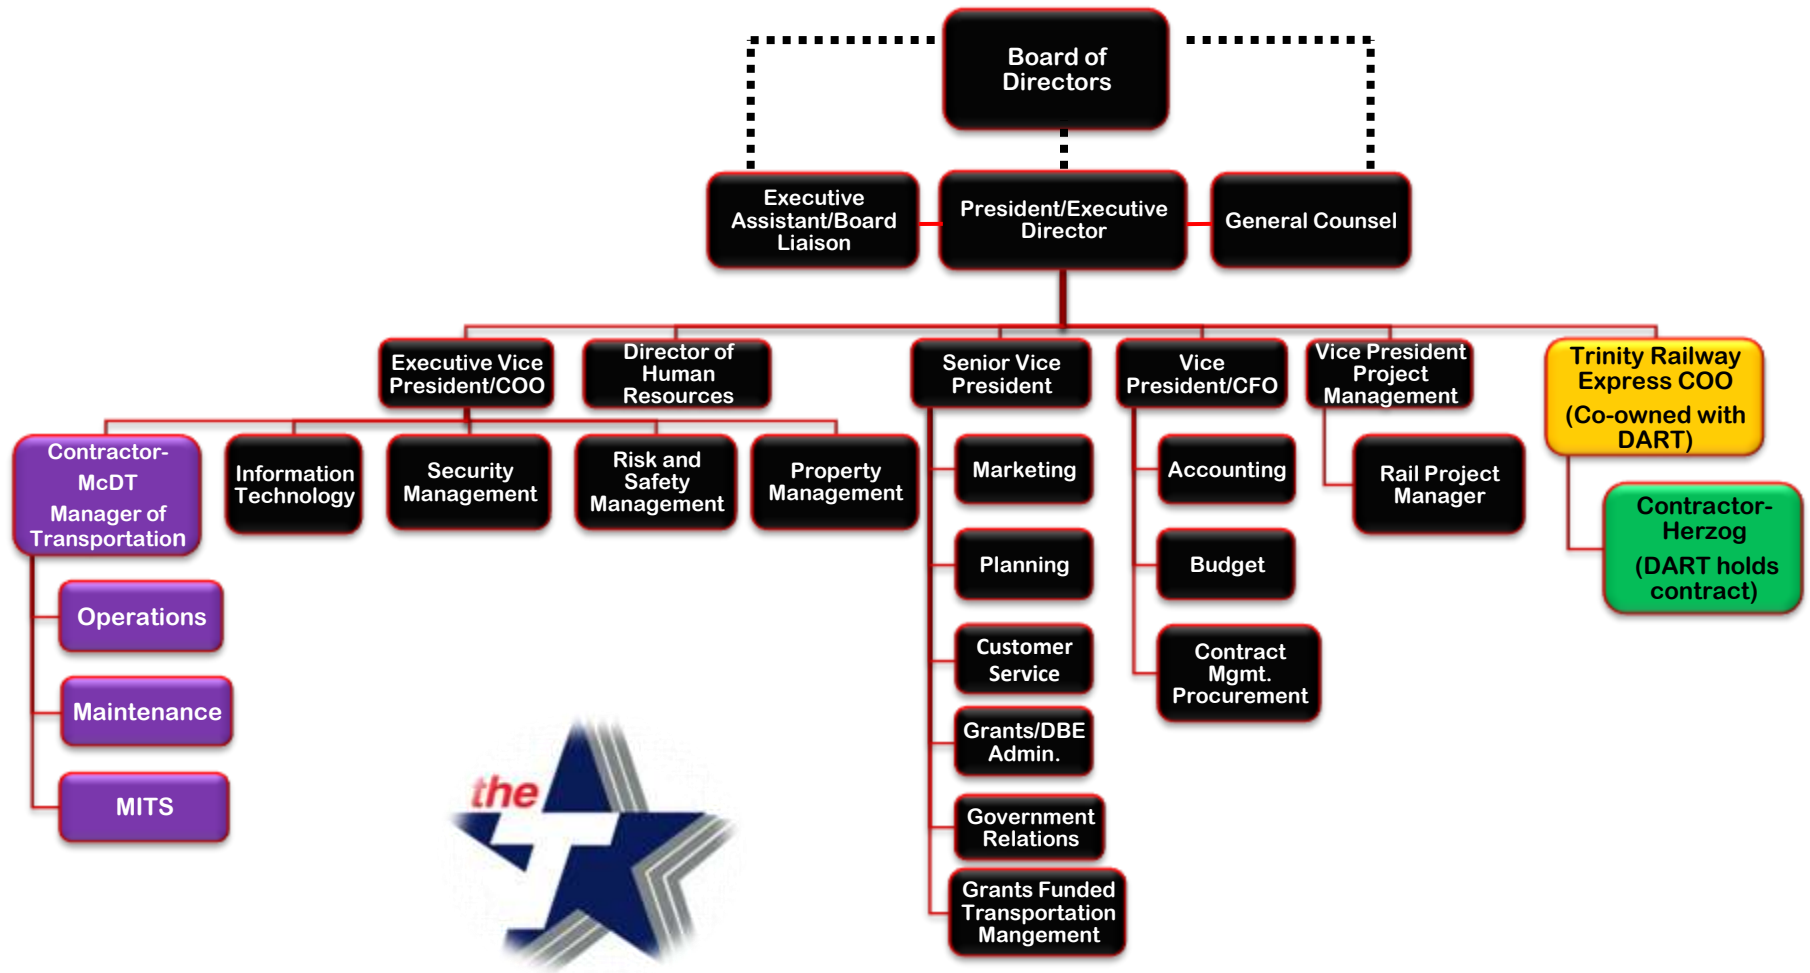 Board of
Directors
Executive
Assistant/Board
Liaison
President/Executive
Director
General Counsel
Executive Vice
President/COO
Director of
Human
Resources
Senior Vice
President
Vice
President/CFO
Vice President
Project
Management
Trinity Railway
Express COO
(Co-owned with
DART)
Contractor-
McDT
Manager of
Transportation
Information
Technology
Security
Management
Risk and
Safety
Management
Property
Management
Marketing
Accounting
Rail Project
Manager
Contractor-
Herzog
(DART holds
contract)
Operations
Planning
Budget
Maintenance
Customer
Service
Contract
Mgmt.
Procurement
MITS
Grants/DBE
Admin.
Government
Relations
Grants Funded
Transportation
Mangement
the
T